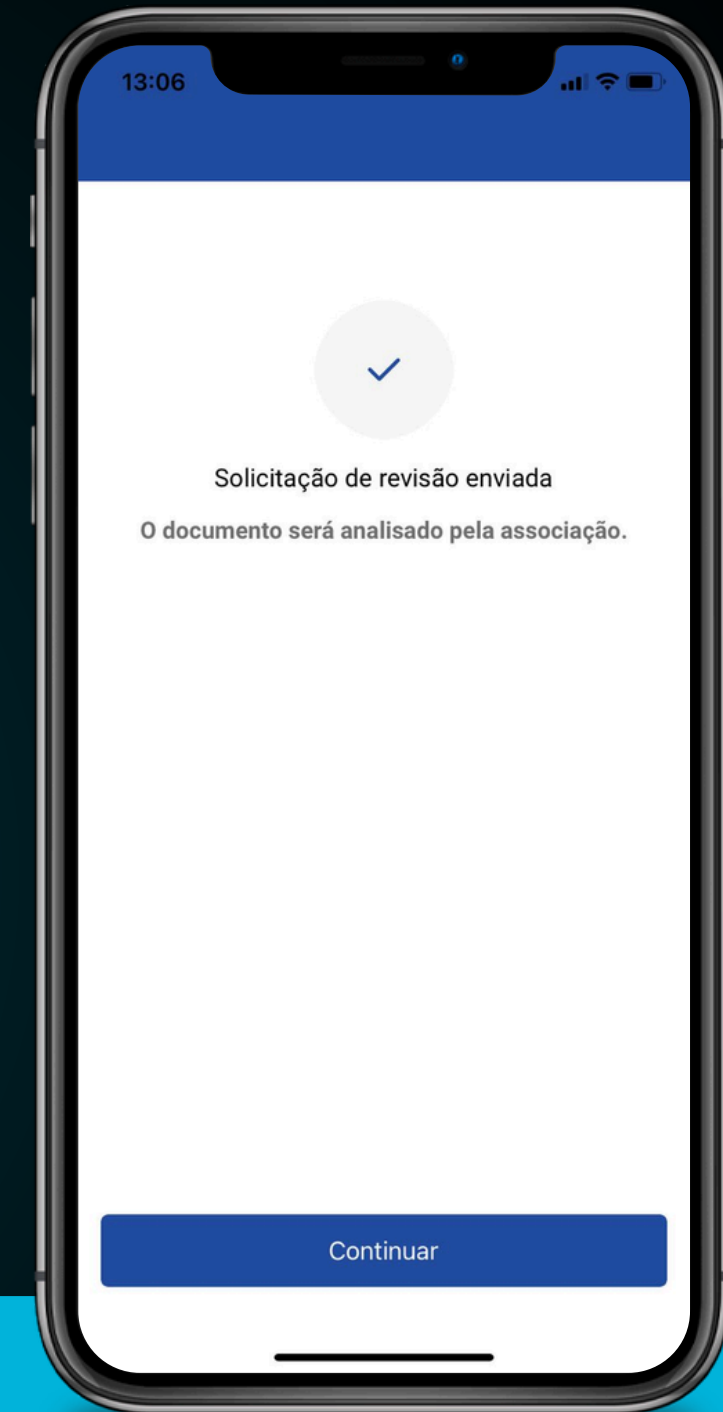 13:06
Solicitação de revisão enviada
O documento será analisado pela associação.
Continuar